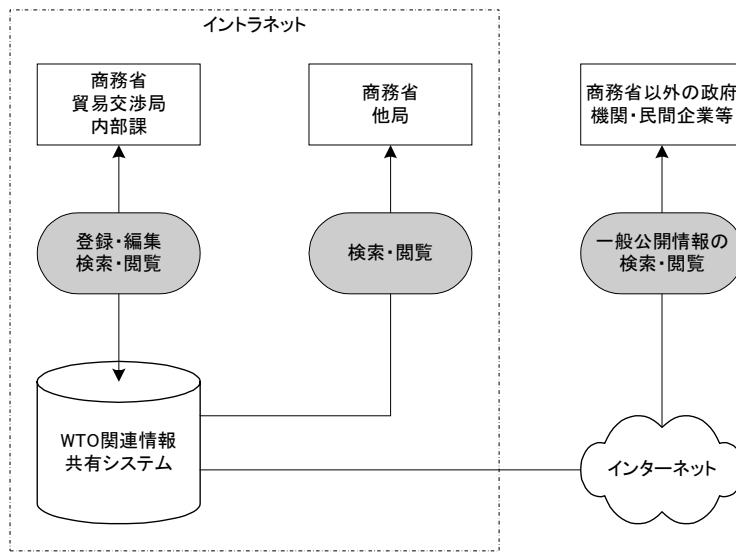 イントラネット
商務省
貿易交渉局
内部課
商務省
他局
商務省以外の政府
機関・民間企業等
登録・編集
検索・閲覧
検索・閲覧
一般公開情報の
検索・閲覧
WTO関連情報
共有システム
インターネット